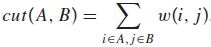 cut(A, B) = ∑ w(i, j)
i∈A,j∈B